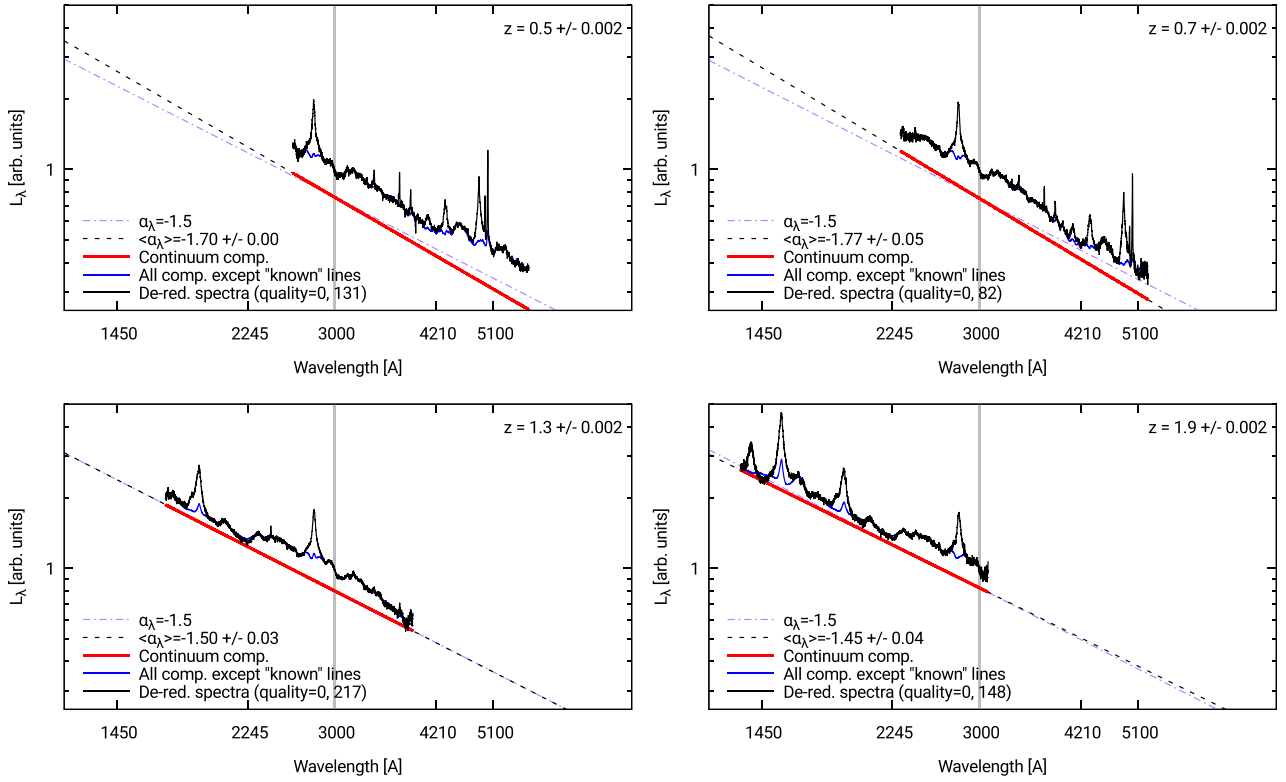 z = 0.5 +/- 0.002
L_λ [arb. units]
1
α_λ=-1.5
<α_λ>=-1.70 +/- 0.00
Continuum comp.
All comp. except "known" lines
De-red. spectra (quality=0, 131)
1450 2245 3000 4210 5100
Wavelength [A]
z = 0.7 +/- 0.002
L_λ [arb. units]
1
α_λ=-1.5
<α_λ>=-1.77 +/- 0.05
Continuum comp.
All comp. except "known" lines
De-red. spectra (quality=0, 82)
1450 2245 3000 4210 5100
Wavelength [A]
z = 1.3 +/- 0.002
L_λ [arb. units]
1
α_λ=-1.5
<α_λ>=-1.50 +/- 0.03
Continuum comp.
All comp. except "known" lines
De-red. spectra (quality=0, 217)
1450 2245 3000 4210 5100
Wavelength [A]
z = 1.9 +/- 0.002
L_λ [arb. units]
1
α_λ=-1.5
<α_λ>=-1.45 +/- 0.04
Continuum comp.
All comp. except "known" lines
De-red. spectra (quality=0, 148)
1450 2245 3000 4210 5100
Wavelength [A]